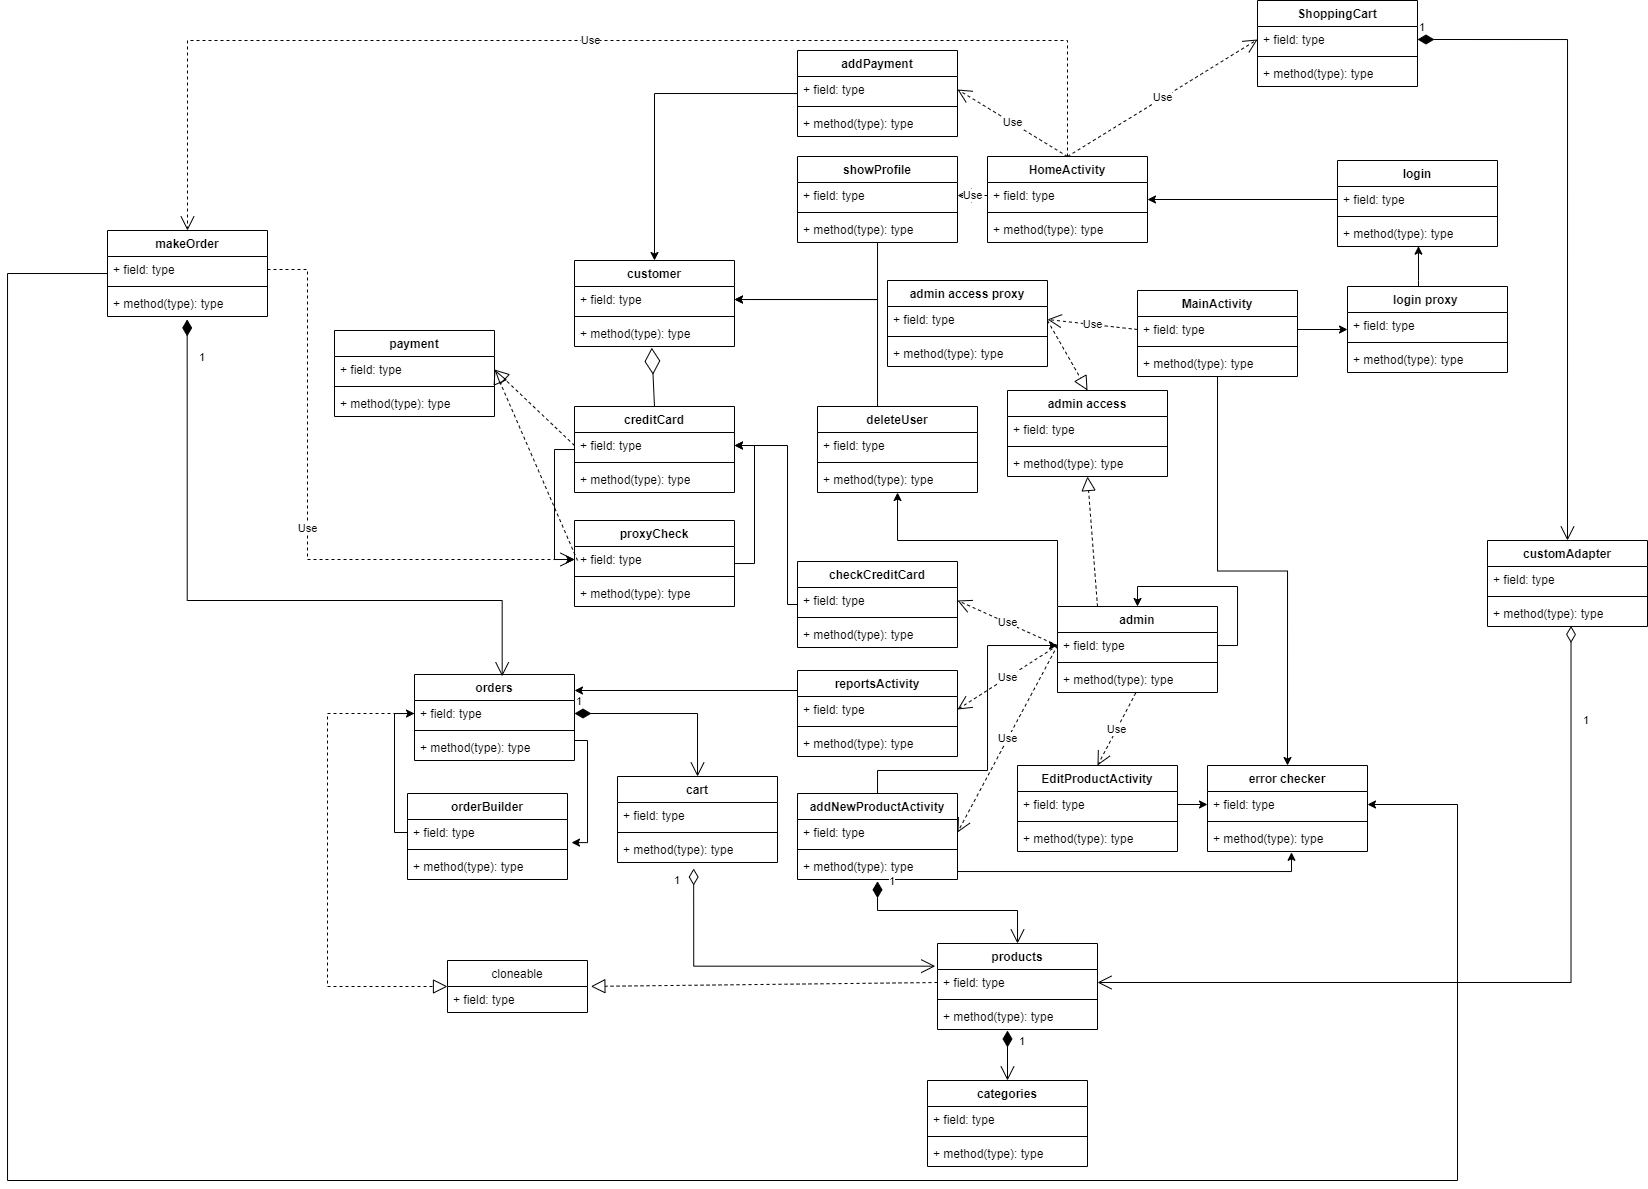 ShoppingCart
+ field: type
+ method(type): type
1
Use
addPayment
+ field: type
+ method(type): type
Use
Use
showProfile
+ field: type
+ method(type): type
Use
HomeActivity
+ field: type
+ method(type): type
login
+ field: type
+ method(type): type
makeOrder
+ field: type
+ method(type): type
1
customer
+ field: type
+ method(type): type
admin access proxy
+ field: type
+ method(type): type
Use
MainActivity
+ field: type
+ method(type): type
login proxy
+ field: type
+ method(type): type
payment
+ field: type
+ method(type): type
admin access
+ field: type
+ method(type): type
creditCard
+ field: type
+ method(type): type
deleteUser
+ field: type
+ method(type): type
Use
proxyCheck
+ field: type
+ method(type): type
customAdapter
+ field: type
+ method(type): type
checkCreditCard
+ field: type
+ method(type): type
Use
admin
+ field: type
+ method(type): type
Use
orders
+ field: type
+ method(type): type
1
reportsActivity
+ field: type
+ method(type): type
Use
Use
1
EditProductActivity
+ field: type
+ method(type): type
error checker
+ field: type
+ method(type): type
cart
+ field: type
+ method(type): type
1
orderBuilder
+ field: type
+ method(type): type
addNewProductActivity
+ field: type
+ method(type): type
1
products
+ field: type
+ method(type): type
1
cloneable
+ field: type
categories
+ field: type
+ method(type): type